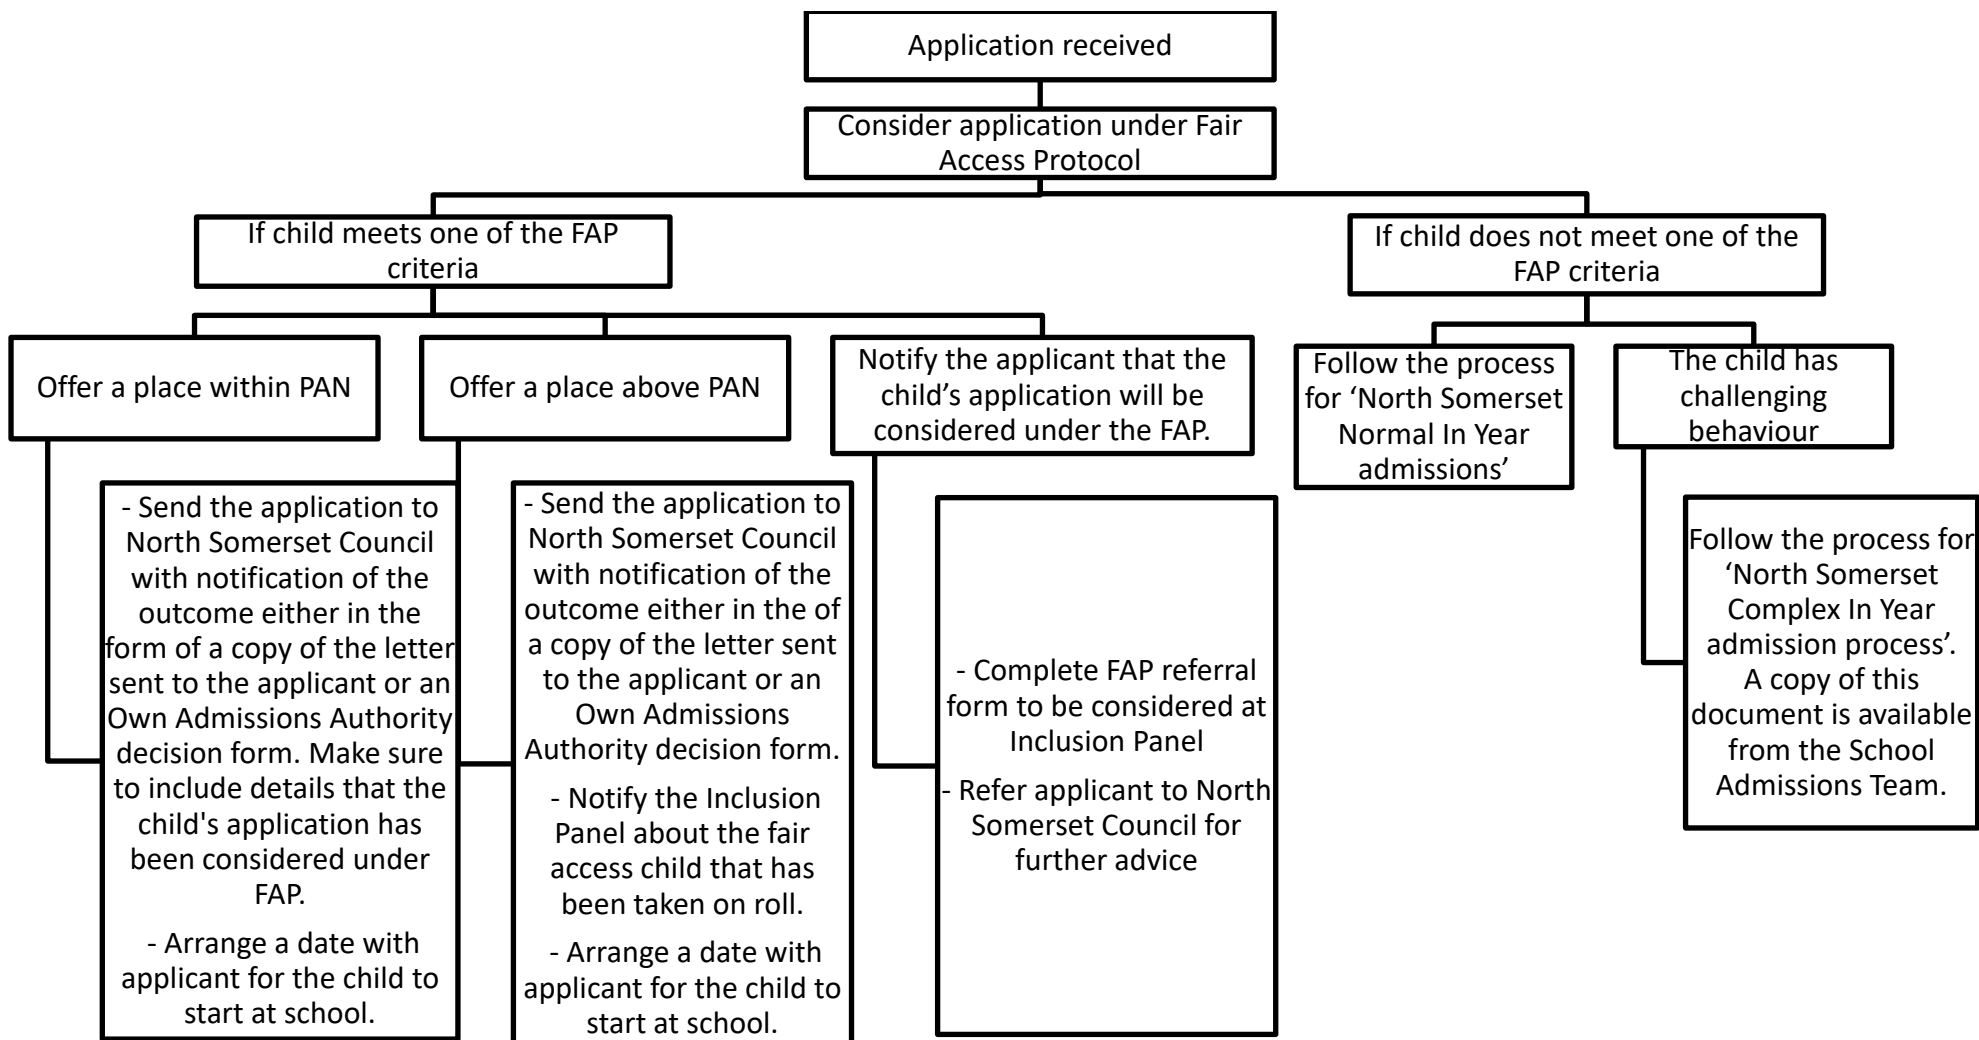 Application received
Consider application under Fair
Access Protocol
If child meets one of the FAP
criteria
If child does not meet one of the
FAP criteria
Offer a place within PAN
Offer a place above PAN
Notify the applicant that the
child’s application will be
considered under the FAP.
Follow the process
for ‘North Somerset
Normal In Year
admissions’
The child has
challenging
behaviour
- Send the application to
North Somerset Council
with notification of the
outcome either in the
form of a copy of the letter
sent to the applicant or an
Own Admissions Authority
decision form. Make sure
to include details that the
child's application has
been considered under
FAP.
- Arrange a date with
applicant for the child to
start at school.
- Send the application to
North Somerset Council
with notification of the
outcome either in the of
a copy of the letter sent
to the applicant or an
Own Admissions
Authority decision form.
- Notify the Inclusion
Panel about the fair
access child that has
been taken on roll.
- Arrange a date with
applicant for the child to
start at school.
- Complete FAP referral
form to be considered at
Inclusion Panel
- Refer applicant to North
Somerset Council for
further advice
Follow the process for
‘North Somerset
Complex In Year
admission process’.
A copy of this
document is available
from the School
Admissions Team.